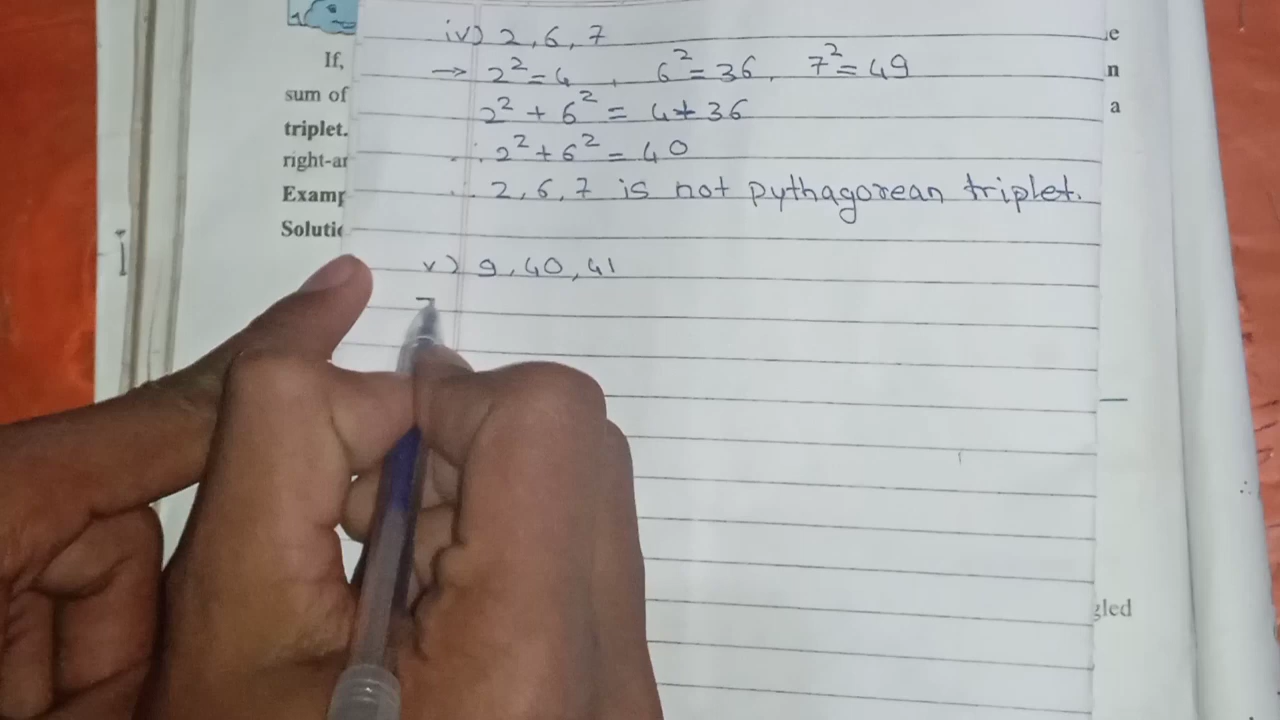 iv) 2, 6, 7
→ 2² = 4, 6² = 36, 7² = 49
2² + 6² = 4 + 36
∴ 2² + 6² = 40
∴ 2, 6, 7 is not pythagorean triplet.
v) 9, 40, 41
If,
sum of
triplet.
right-an
Examp
Solutio
e
n
a
gled